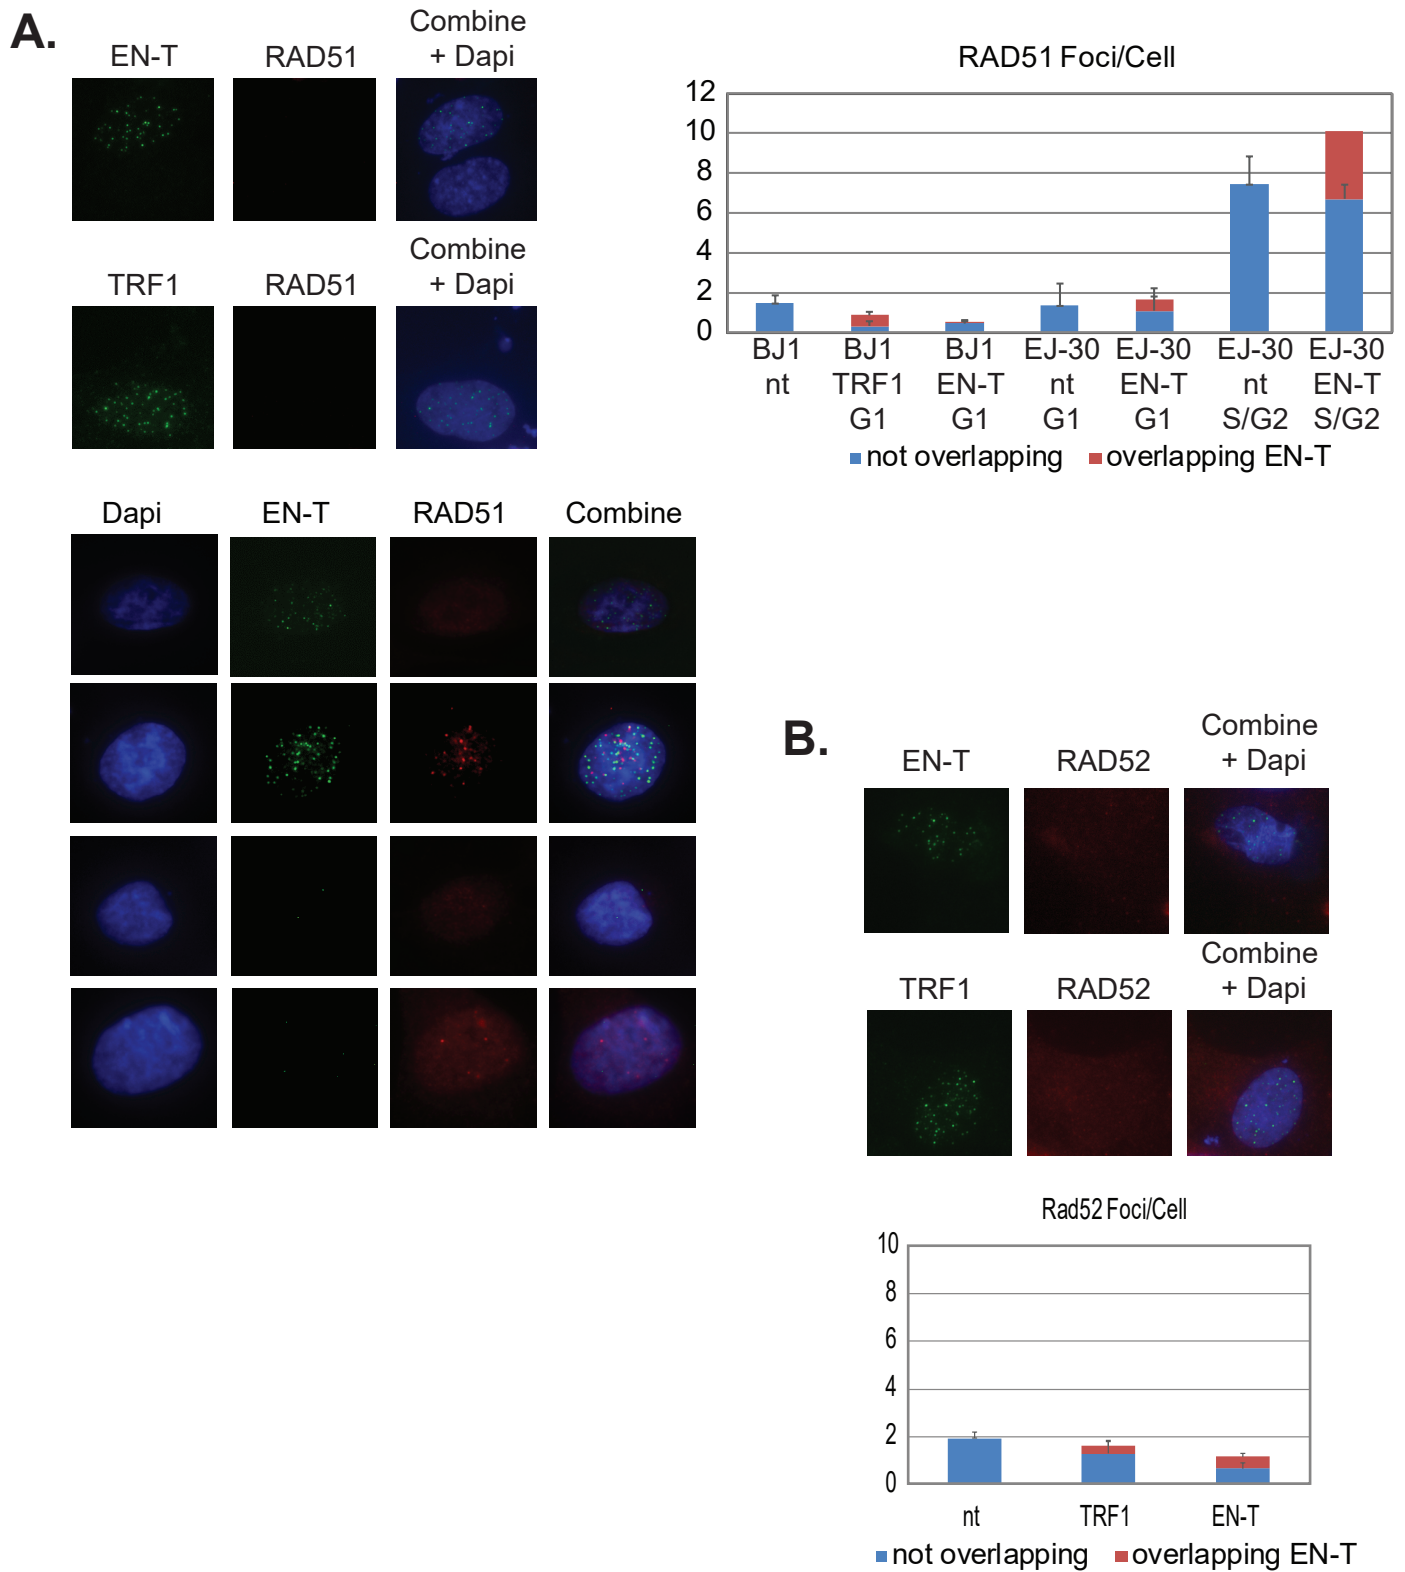 A.
EN-T
RAD51
Combine
+ Dapi
TRF1
RAD51
Combine
+ Dapi
RAD51 Foci/Cell
12
10
8
6
4
2
0
BJ1
nt
BJ1
TRF1
G1
BJ1
EN-T
G1
EJ-30
nt
G1
EJ-30
EN-T
G1
EJ-30
nt
S/G2
EJ-30
EN-T
S/G2
not overlapping
overlapping EN-T
Dapi
EN-T
RAD51
Combine
B.
EN-T
RAD52
Combine
+ Dapi
TRF1
RAD52
Combine
+ Dapi
Rad52 Foci/Cell
10
8
6
4
2
0
nt
TRF1
EN-T
not overlapping
overlapping EN-T